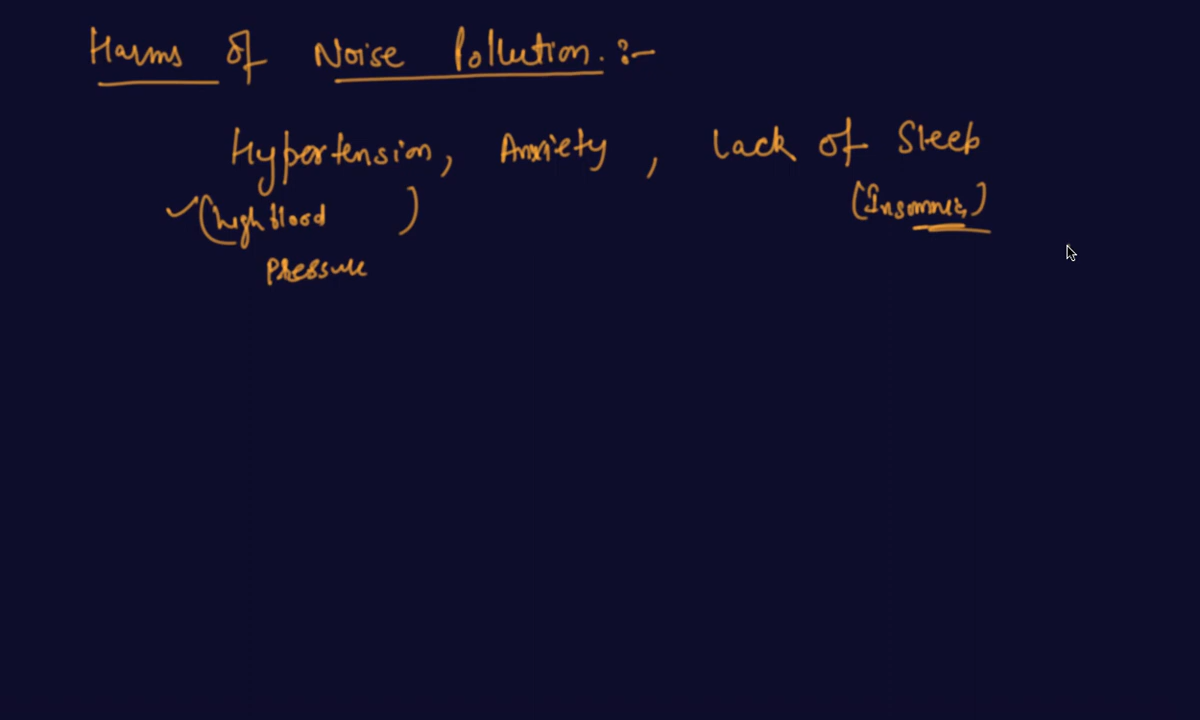 Harms of Noise Pollution. :-
Hypertension, Anxiety, Lack of Sleep
(high blood pressure) (Insomnia)